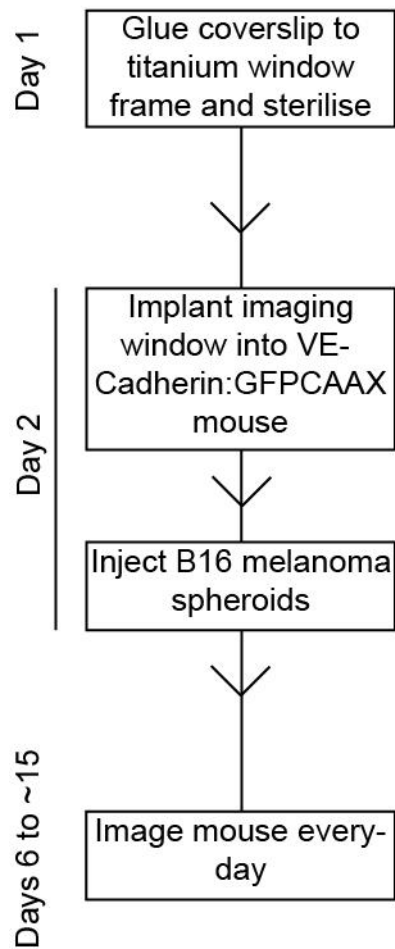 Day 1
Glue coverslip to
titanium window
frame and sterilise
Day 2
Implant imaging
window into VE-
Cadherin:GFPCAAX
mouse
Inject B16 melanoma
spheroids
Days 6 to ~15
Image mouse every-
day